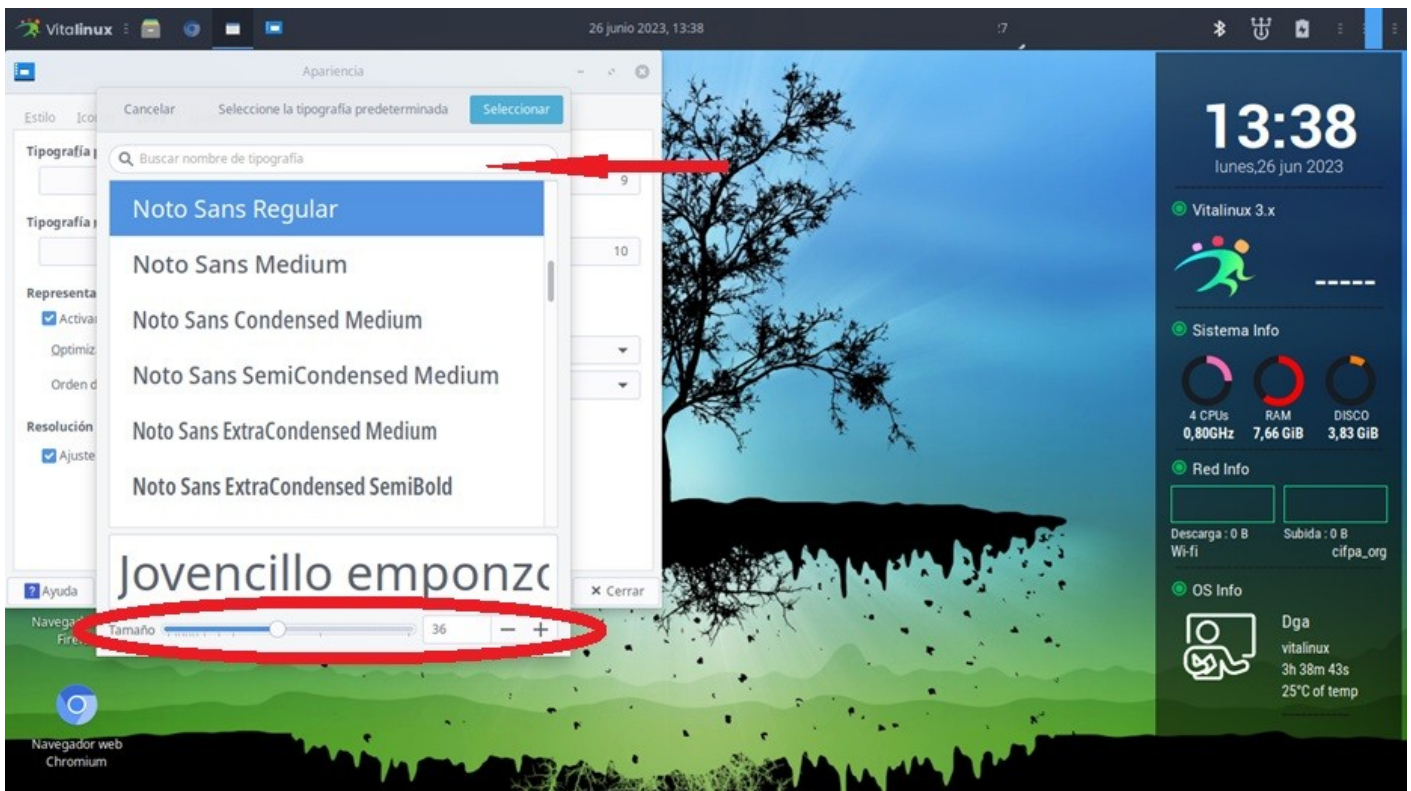 Vitalinux
26 junio 2023, 13:38
:7
Apariencia
Cancelar
Seleccione la tipografía predeterminada
Seleccionar
Estilo
Tipografía
Buscar nombre de tipografía
9
Noto Sans Regular
Tipografía
10
Noto Sans Medium
Noto Sans Condensed Medium
Noto Sans SemiCondensed Medium
Noto Sans ExtraCondensed Medium
Noto Sans ExtraCondensed SemiBold
Orden
Resolución
Jovencillo
Ayuda
Cerrar
Tamaño
36
Navegador web
Chromium
13:38
lunes,26 jun 2023
Vitalinux 3.x
-----
Sistema Info
4 CPUs
0,80GHz
RAM
7,66 GiB
DISCO
3,83 GiB
Red Info
Descarga : 0 B
Subida : 0 B
Wi-fi
cifpa_org
OS Info
Dga
vitalinux
3h 38m 43s
25°C of temp